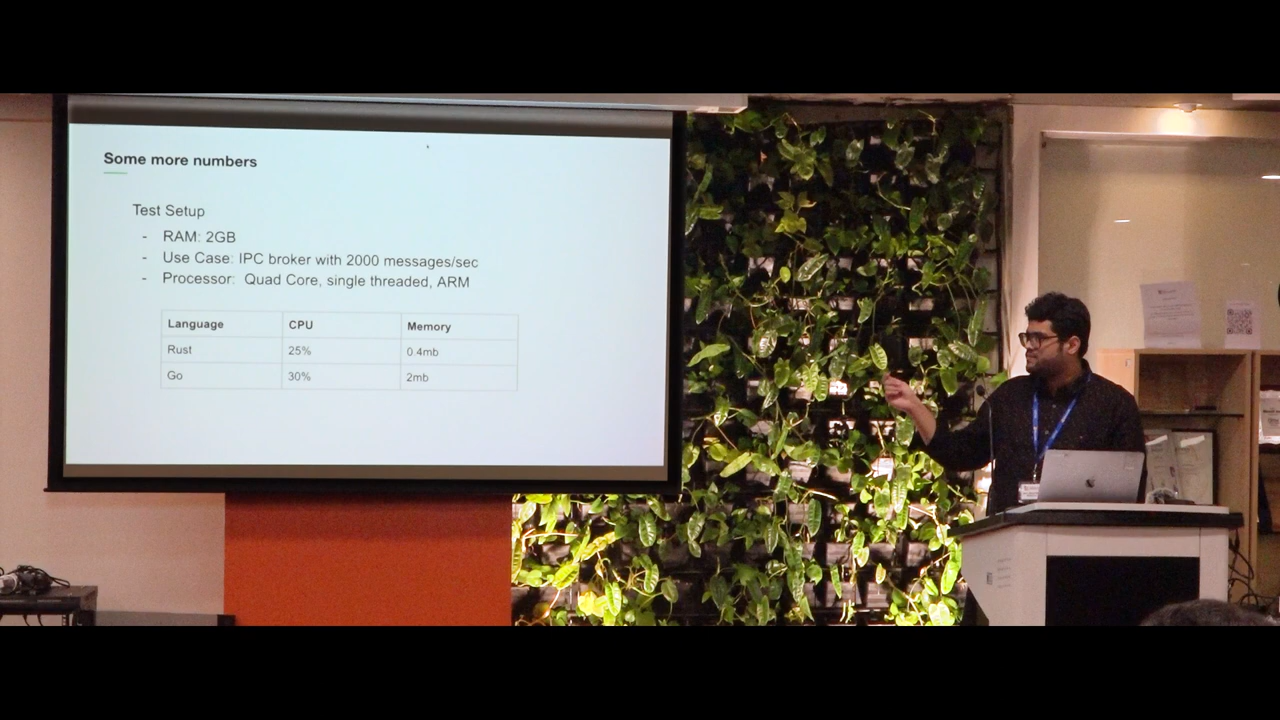 Some more numbers
Test Setup
- RAM: 2GB
- Use Case: IPC broker with 2000 messages/sec
- Processor: Quad Core, single threaded, ARM
Language CPU Memory
Rust 25% 0.4mb
Go 30% 2mb